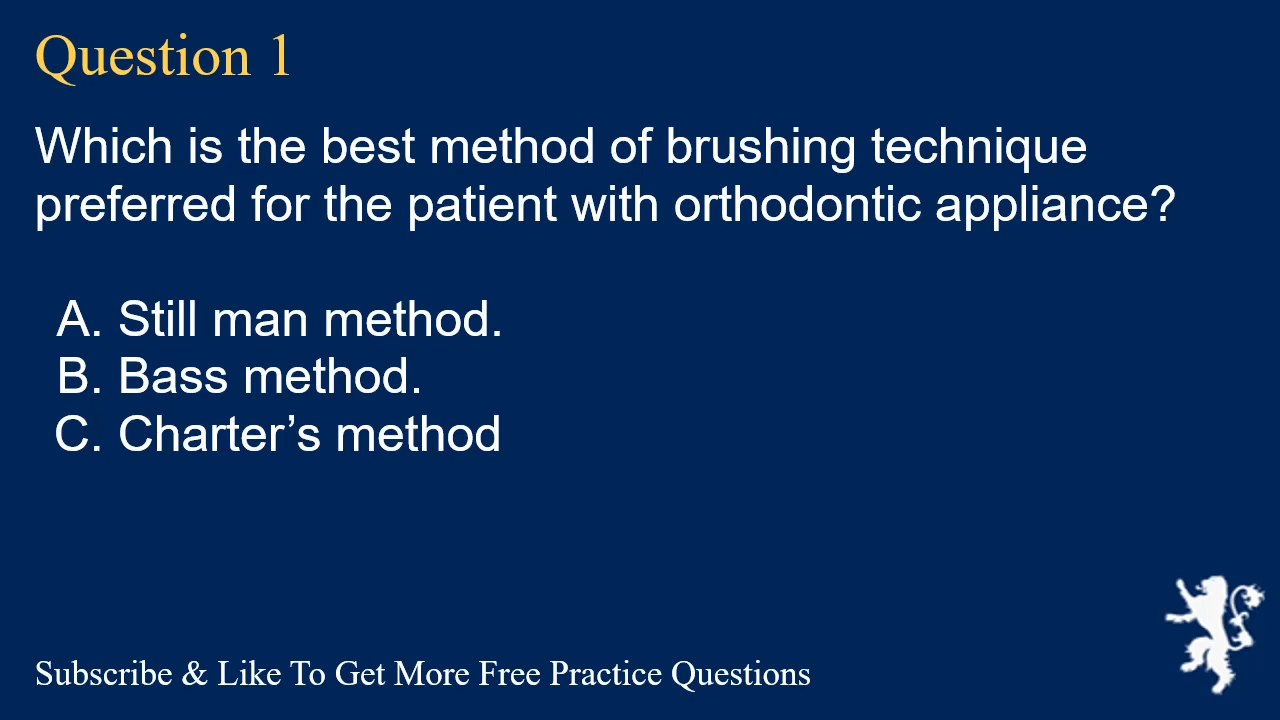 Question 1
Which is the best method of brushing technique
preferred for the patient with orthodontic appliance?
A. Still man method.
B. Bass method.
C. Charter’s method
Subscribe & Like To Get More Free Practice Questions